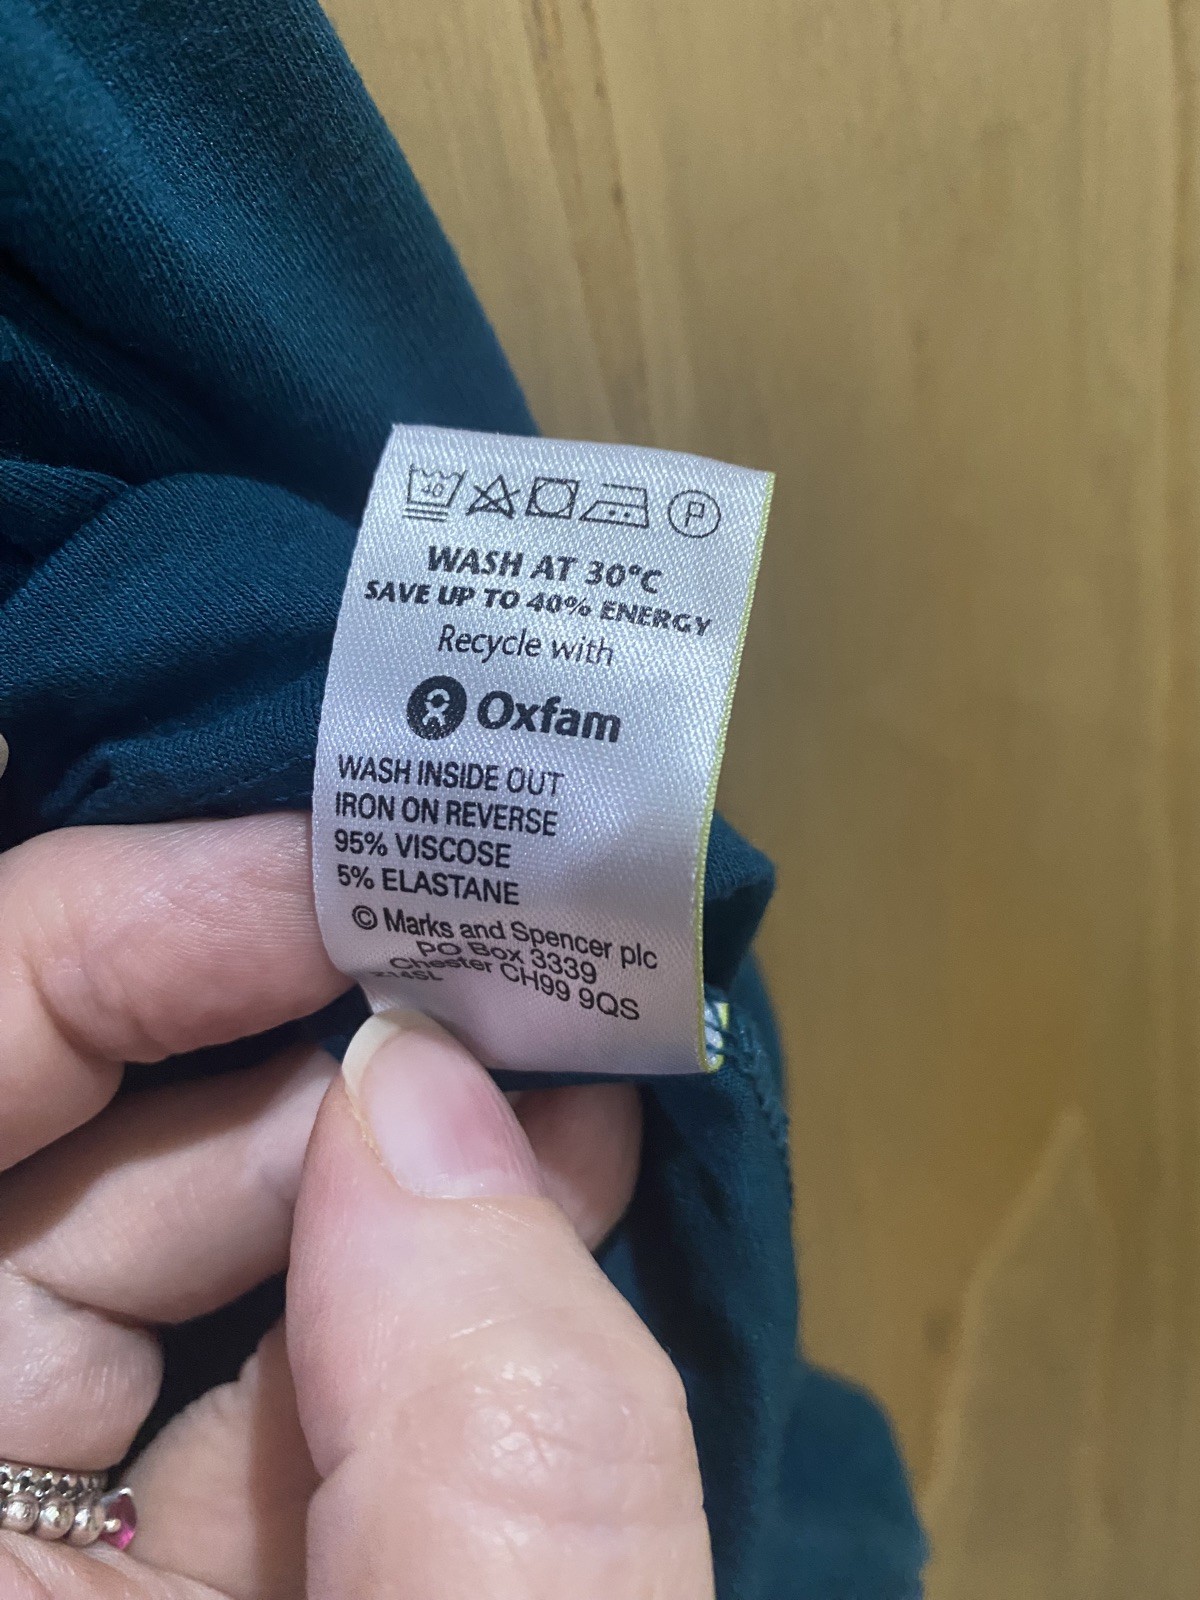 40
P
WASH AT 30°C
SAVE UP TO 40% ENERGY
Recycle with
Oxfam
WASH INSIDE OUT
IRON ON REVERSE
95% VISCOSE
5% ELASTANE
© Marks and Spencer plc
PO Box 3339
Chester CH99 9QS